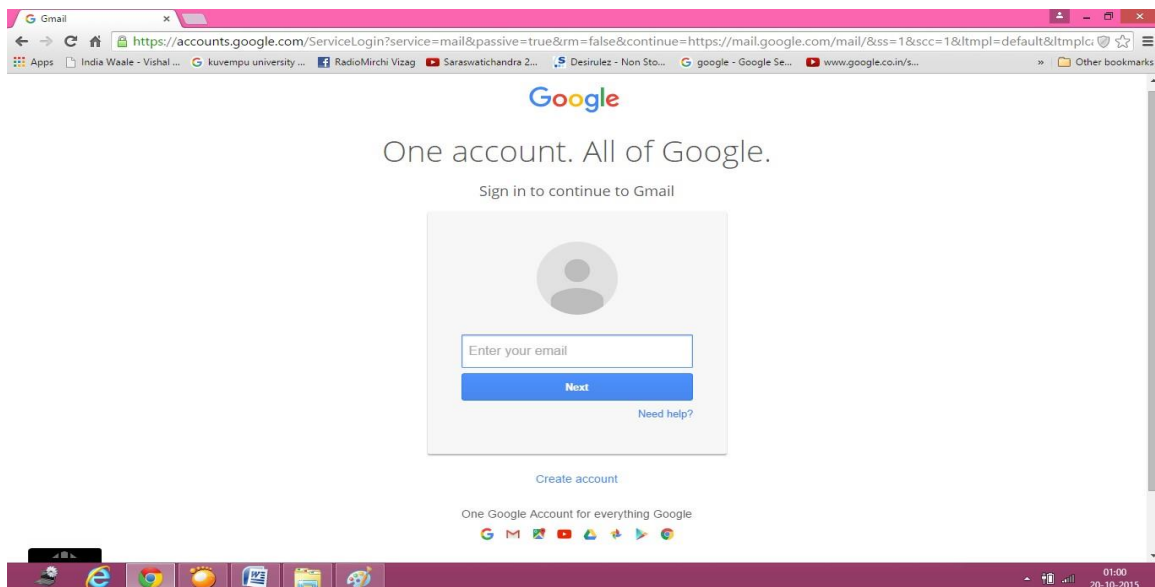 Gmail
https://accounts.google.com/ServiceLogin?service=mail&passive=true&rm=false&continue=https://mail.google.com/mail/&ss=1&scc=1&ltmpl=default&ltmplca
Apps India Waale - Vishal ... kuvempu university ... RadioMirchi Vizag Saraswatichandra 2... Desirulez - Non Sto... google - Google Se... www.google.co.in/s... » Other bookmarks
Google
One account. All of Google.
Sign in to continue to Gmail
Enter your email
Next
Need help?
Create account
One Google Account for everything Google
01:00
20-10-2015